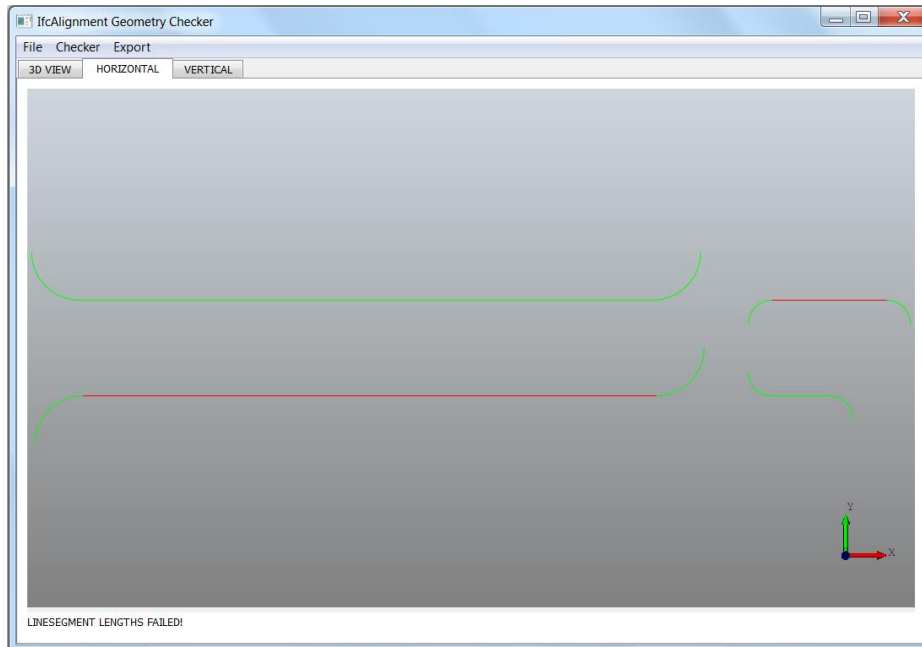 IfcAlignment Geometry Checker
File Checker Export
3D VIEW HORIZONTAL VERTICAL
Y
X
LINESEGMENT LENGTHS FAILED!